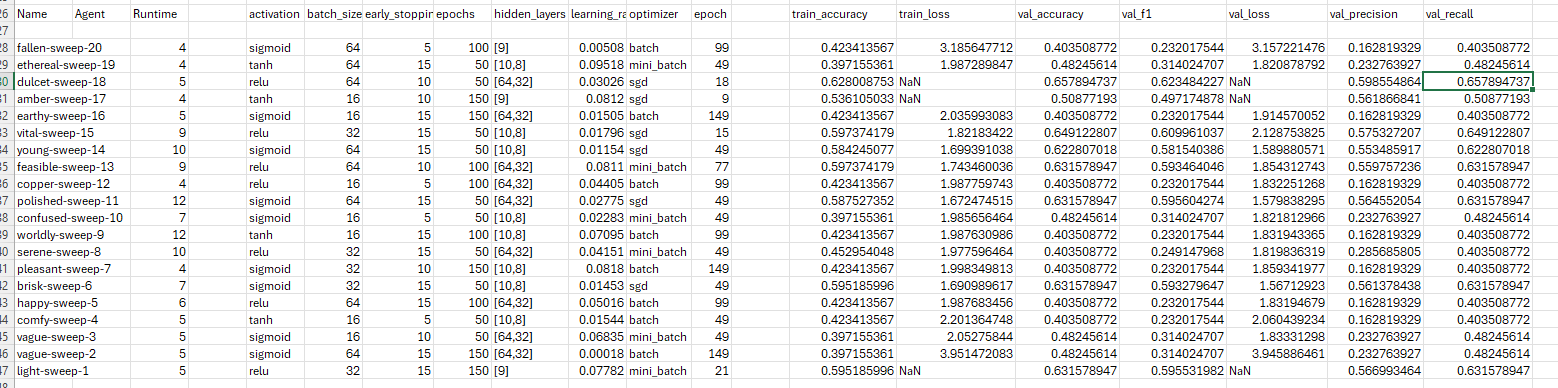 26 Name Agent Runtime activation batch_size early_stoppin epochs hidden_layers learning_ra optimizer epoch train_accuracy train_loss val_accuracy val_f1 val_loss val_precision val_recall
27
28 fallen-sweep-20 4 sigmoid 64 5 100 [9] 0.00508 batch 99 0.423413567 3.185647712 0.403508772 0.232017544 3.157221476 0.162819329 0.403508772
29 ethereal-sweep-19 4 tanh 64 15 50 [10,8] 0.09518 mini_batch 49 0.397155361 1.987289847 0.48245614 0.314024707 1.820878792 0.232763927 0.48245614
30 dulcet-sweep-18 5 relu 64 10 50 [64,32] 0.03026 sgd 18 0.628008753 NaN 0.657894737 0.623484227 NaN 0.598554864 0.657894737
31 amber-sweep-17 4 tanh 16 10 150 [9] 0.0812 sgd 9 0.536105033 NaN 0.50877193 0.497174878 NaN 0.561866841 0.50877193
32 earthy-sweep-16 5 sigmoid 64 15 150 [64,32] 0.01505 batch 149 0.423413567 2.035993083 0.403508772 0.232017544 1.914570052 0.162819329 0.403508772
33 vital-sweep-15 9 relu 32 15 50 [10,8] 0.01796 sgd 15 0.597374179 1.82183422 0.649122807 0.609961037 2.128753825 0.575327207 0.649122807
34 young-sweep-14 10 sigmoid 64 15 50 [10,8] 0.01154 sgd 49 0.584245077 1.699391038 0.622807018 0.581540386 1.589880571 0.553485917 0.622807018
35 feasible-sweep-13 9 relu 64 10 100 [64,32] 0.0811 mini_batch 77 0.597374179 1.743460036 0.631578947 0.593464046 1.854312743 0.559757236 0.631578947
36 copper-sweep-12 4 relu 16 5 100 [64,32] 0.04405 batch 99 0.423413567 1.987759743 0.403508772 0.232017544 1.832251268 0.162819329 0.403508772
37 polished-sweep-11 12 sigmoid 64 15 50 [64,32] 0.02775 sgd 49 0.587527352 1.672474515 0.631578947 0.595604274 1.579838295 0.564552054 0.631578947
38 confused-sweep-10 7 sigmoid 16 5 50 [10,8] 0.02283 mini_batch 49 0.397155361 1.985656464 0.48245614 0.314024707 1.821812966 0.232763927 0.48245614
39 worldly-sweep-9 12 tanh 16 15 100 [10,8] 0.07095 batch 99 0.423413567 1.987630986 0.403508772 0.232017544 1.831943365 0.162819329 0.403508772
40 serene-sweep-8 10 relu 32 15 50 [64,32] 0.04151 mini_batch 49 0.452954048 1.977596464 0.403508772 0.249147968 1.819836319 0.285685805 0.403508772
41 pleasant-sweep-7 4 sigmoid 32 10 150 [10,8] 0.0818 batch 149 0.423413567 1.998349813 0.403508772 0.232017544 1.859341977 0.162819329 0.403508772
42 brisk-sweep-6 7 sigmoid 32 15 50 [10,8] 0.01453 sgd 49 0.595185996 1.690989617 0.631578947 0.593279647 1.56712923 0.561378438 0.631578947
43 happy-sweep-5 6 relu 64 15 100 [64,32] 0.05016 batch 99 0.423413567 1.987683456 0.403508772 0.232017544 1.83194679 0.162819329 0.403508772
44 comfy-sweep-4 5 tanh 16 5 50 [10,8] 0.01544 batch 49 0.423413567 2.201364748 0.403508772 0.232017544 2.060439234 0.162819329 0.403508772
45 vague-sweep-3 5 sigmoid 16 10 50 [64,32] 0.06835 mini_batch 49 0.397155361 2.05275844 0.48245614 0.314024707 1.83331298 0.232763927 0.48245614
46 vague-sweep-2 5 sigmoid 64 15 150 [64,32] 0.00018 batch 149 0.397155361 3.951472083 0.48245614 0.314024707 3.945886461 0.232763927 0.48245614
47 light-sweep-1 5 relu 32 15 150 [9] 0.07782 mini_batch 21 0.595185996 NaN 0.631578947 0.595531982 NaN 0.566993464 0.631578947